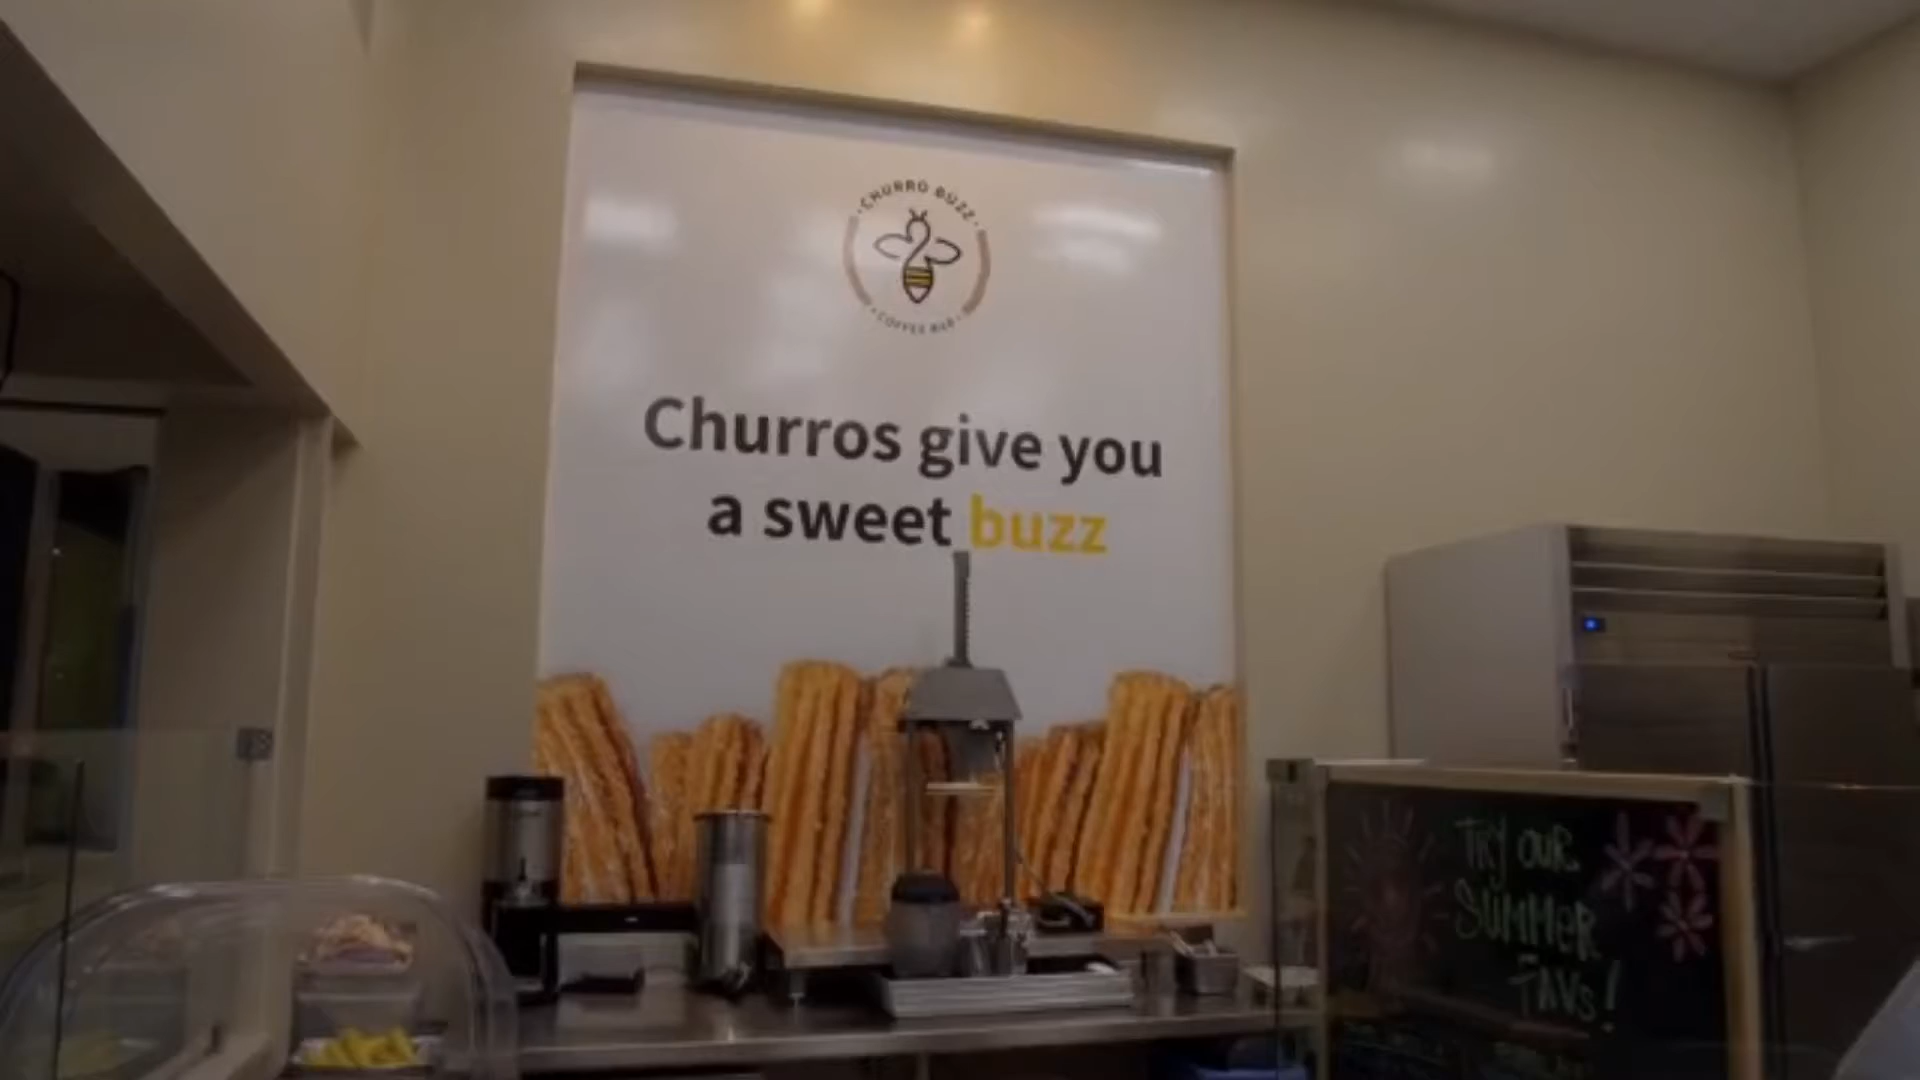 CHURRO BUZZ
COFFEE BAR
Churros give you
a sweet buzz
TRY OUR
SUMMER
FAVS!